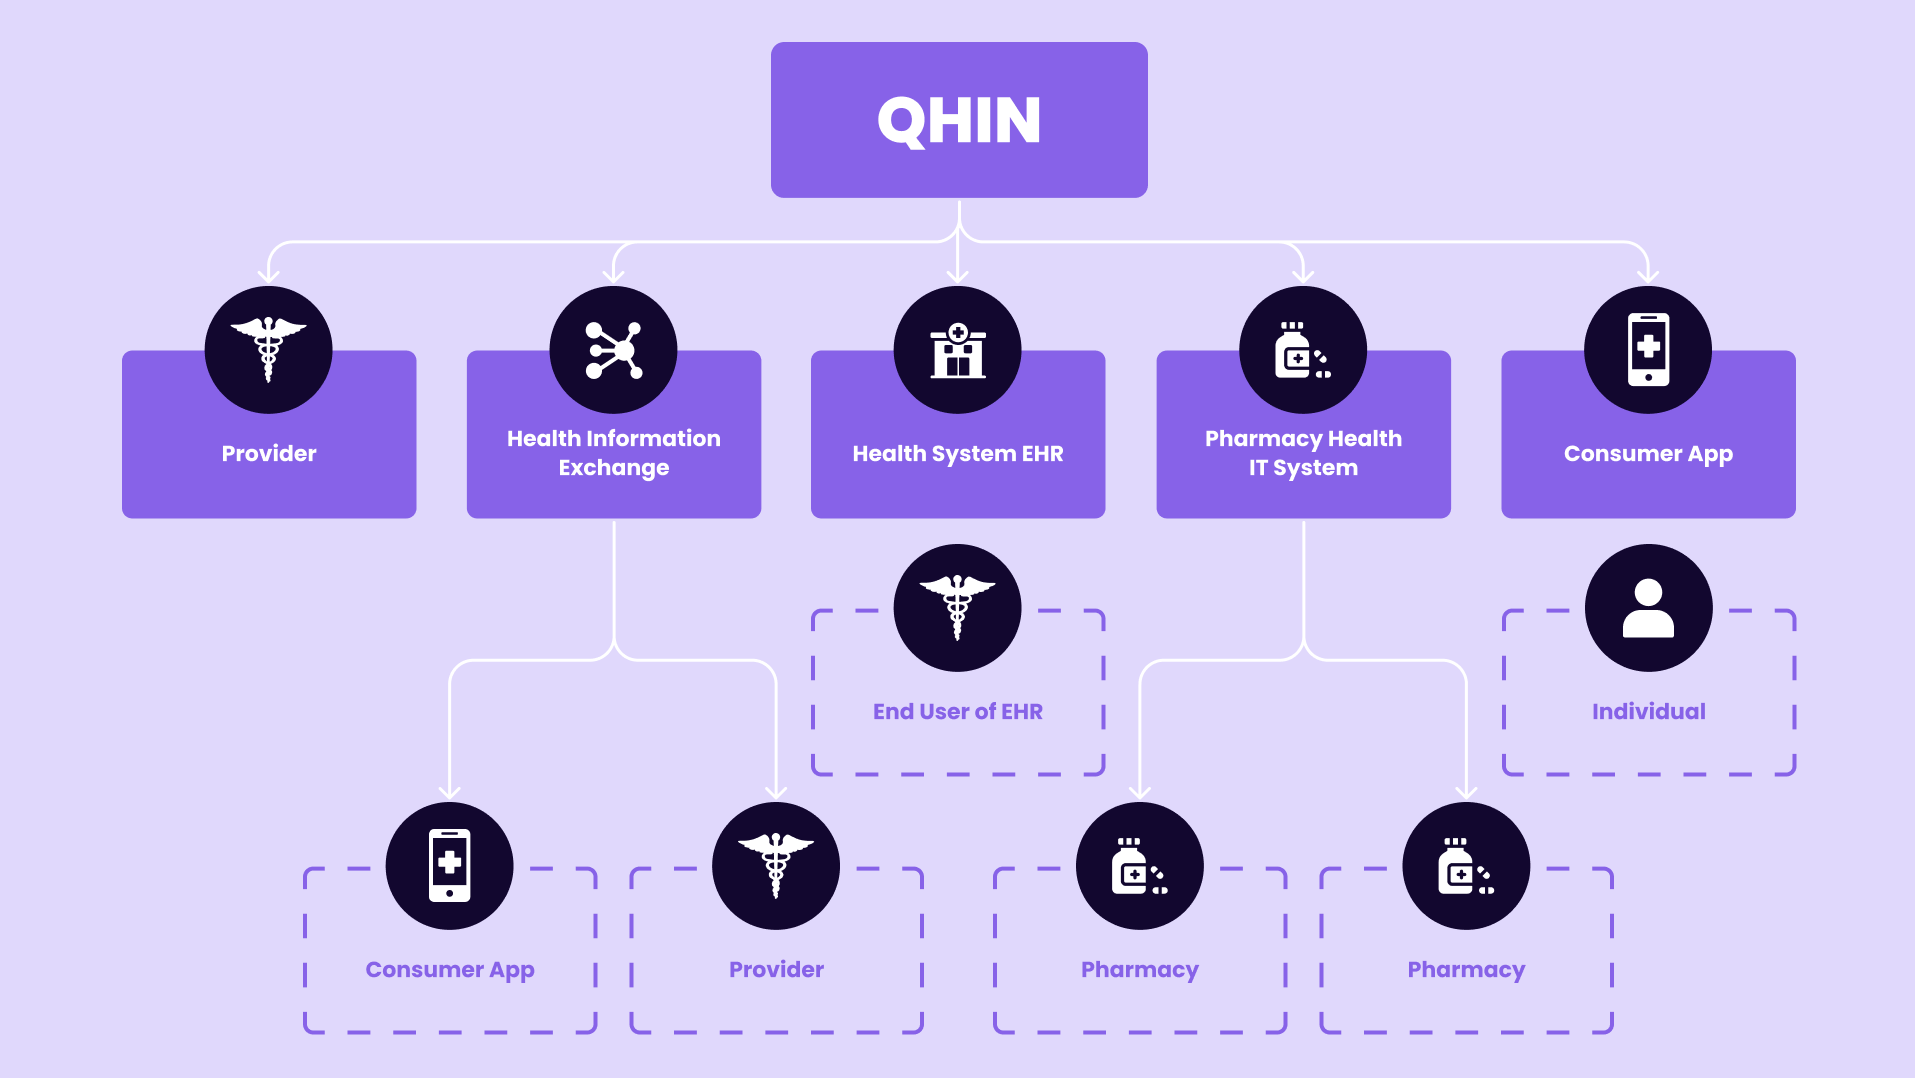 QHIN
Provider
Health Information
Exchange
Health System EHR
Pharmacy Health
IT System
Consumer App
End User of EHR
Individual
Consumer App
Provider
Pharmacy
Pharmacy